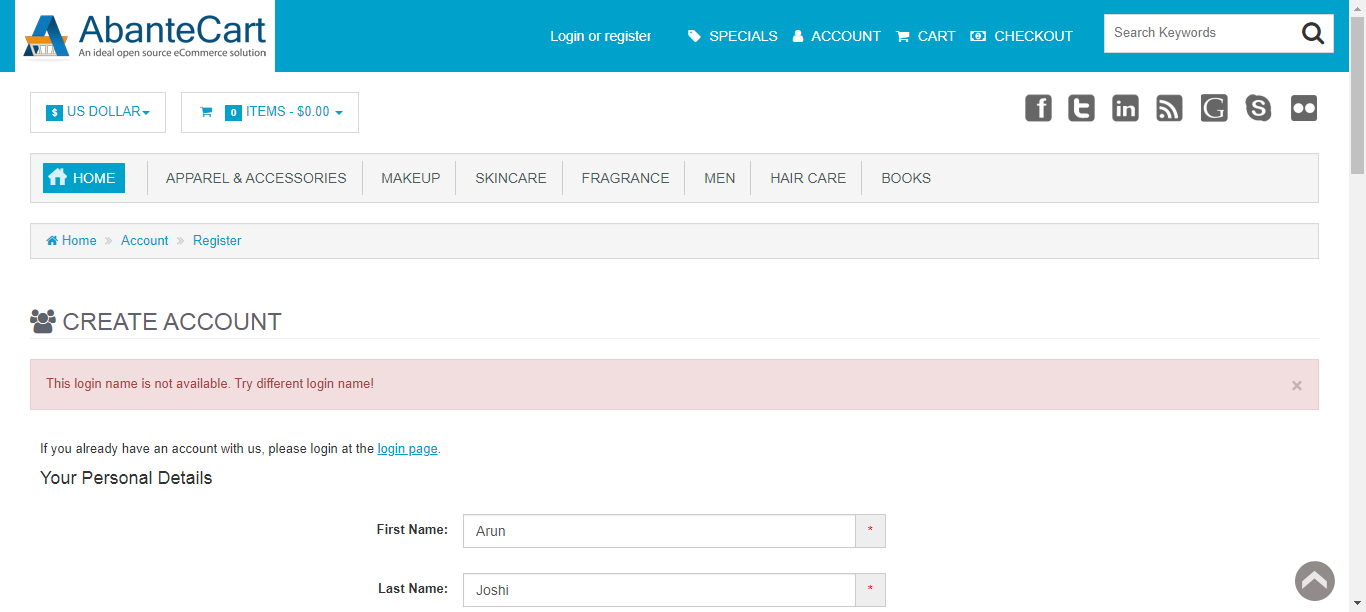 AbanteCart
An ideal open source eCommerce solution
Login or register SPECIALS ACCOUNT CART CHECKOUT Search Keywords
$ US DOLLAR 0 ITEMS - $0.00
HOME APPAREL & ACCESSORIES MAKEUP SKINCARE FRAGRANCE MEN HAIR CARE BOOKS
Home » Account » Register
CREATE ACCOUNT
This login name is not available. Try different login name! ×
If you already have an account with us, please login at the login page.
Your Personal Details
First Name: Arun *
Last Name: Joshi *